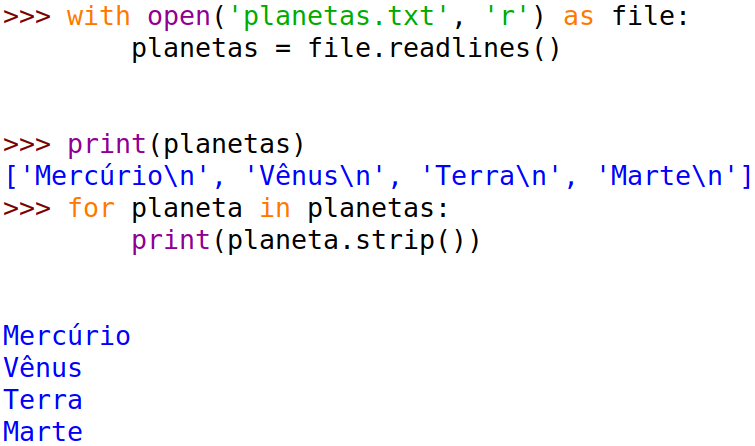 >>> with open('planetas.txt', 'r') as file:
        planetas = file.readlines()
>>> print(planetas)
['Mercúrio\n', 'Vênus\n', 'Terra\n', 'Marte\n']
>>> for planeta in planetas:
        print(planeta.strip())
Mercúrio
Vênus
Terra
Marte